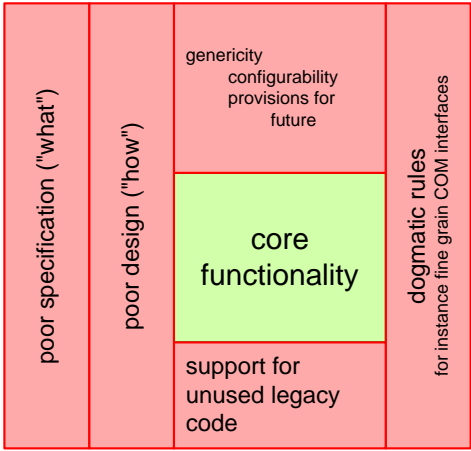 poor specification ("what")
poor design ("how")
genericity
configurability
provisions for
future
core
functionality
support for
unused legacy
code
dogmatic rules
for instance fine grain COM interfaces